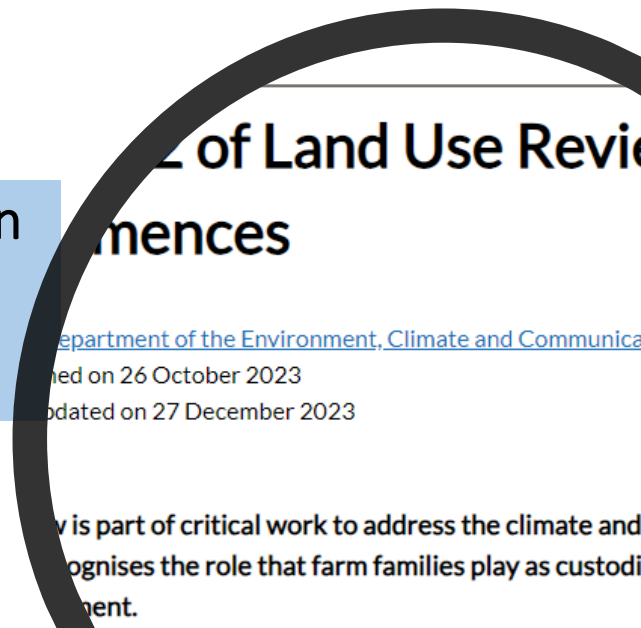 n
2 of Land Use Revie
mences
epartment of the Environment, Climate and Communica
ned on 26 October 2023
pdated on 27 December 2023
w is part of critical work to address the climate and
ognises the role that farm families play as custodi
ment.